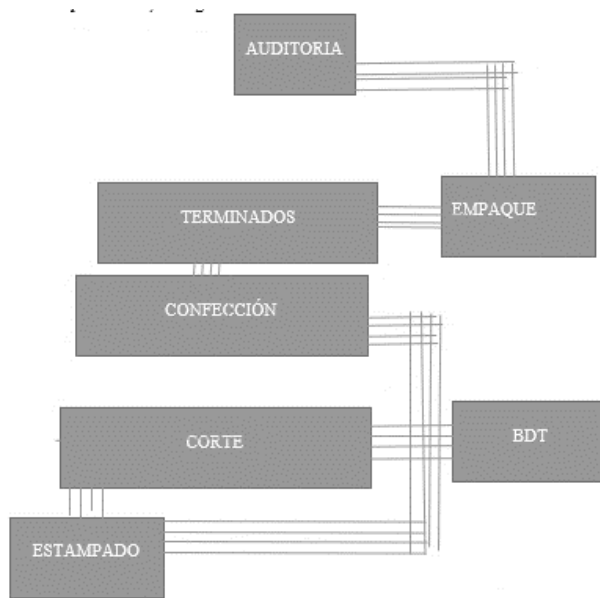 AUDITORIA
EMPAQUE
TERMINADOS
CONFECCIÓN
CORTE
BDT
ESTAMPADO